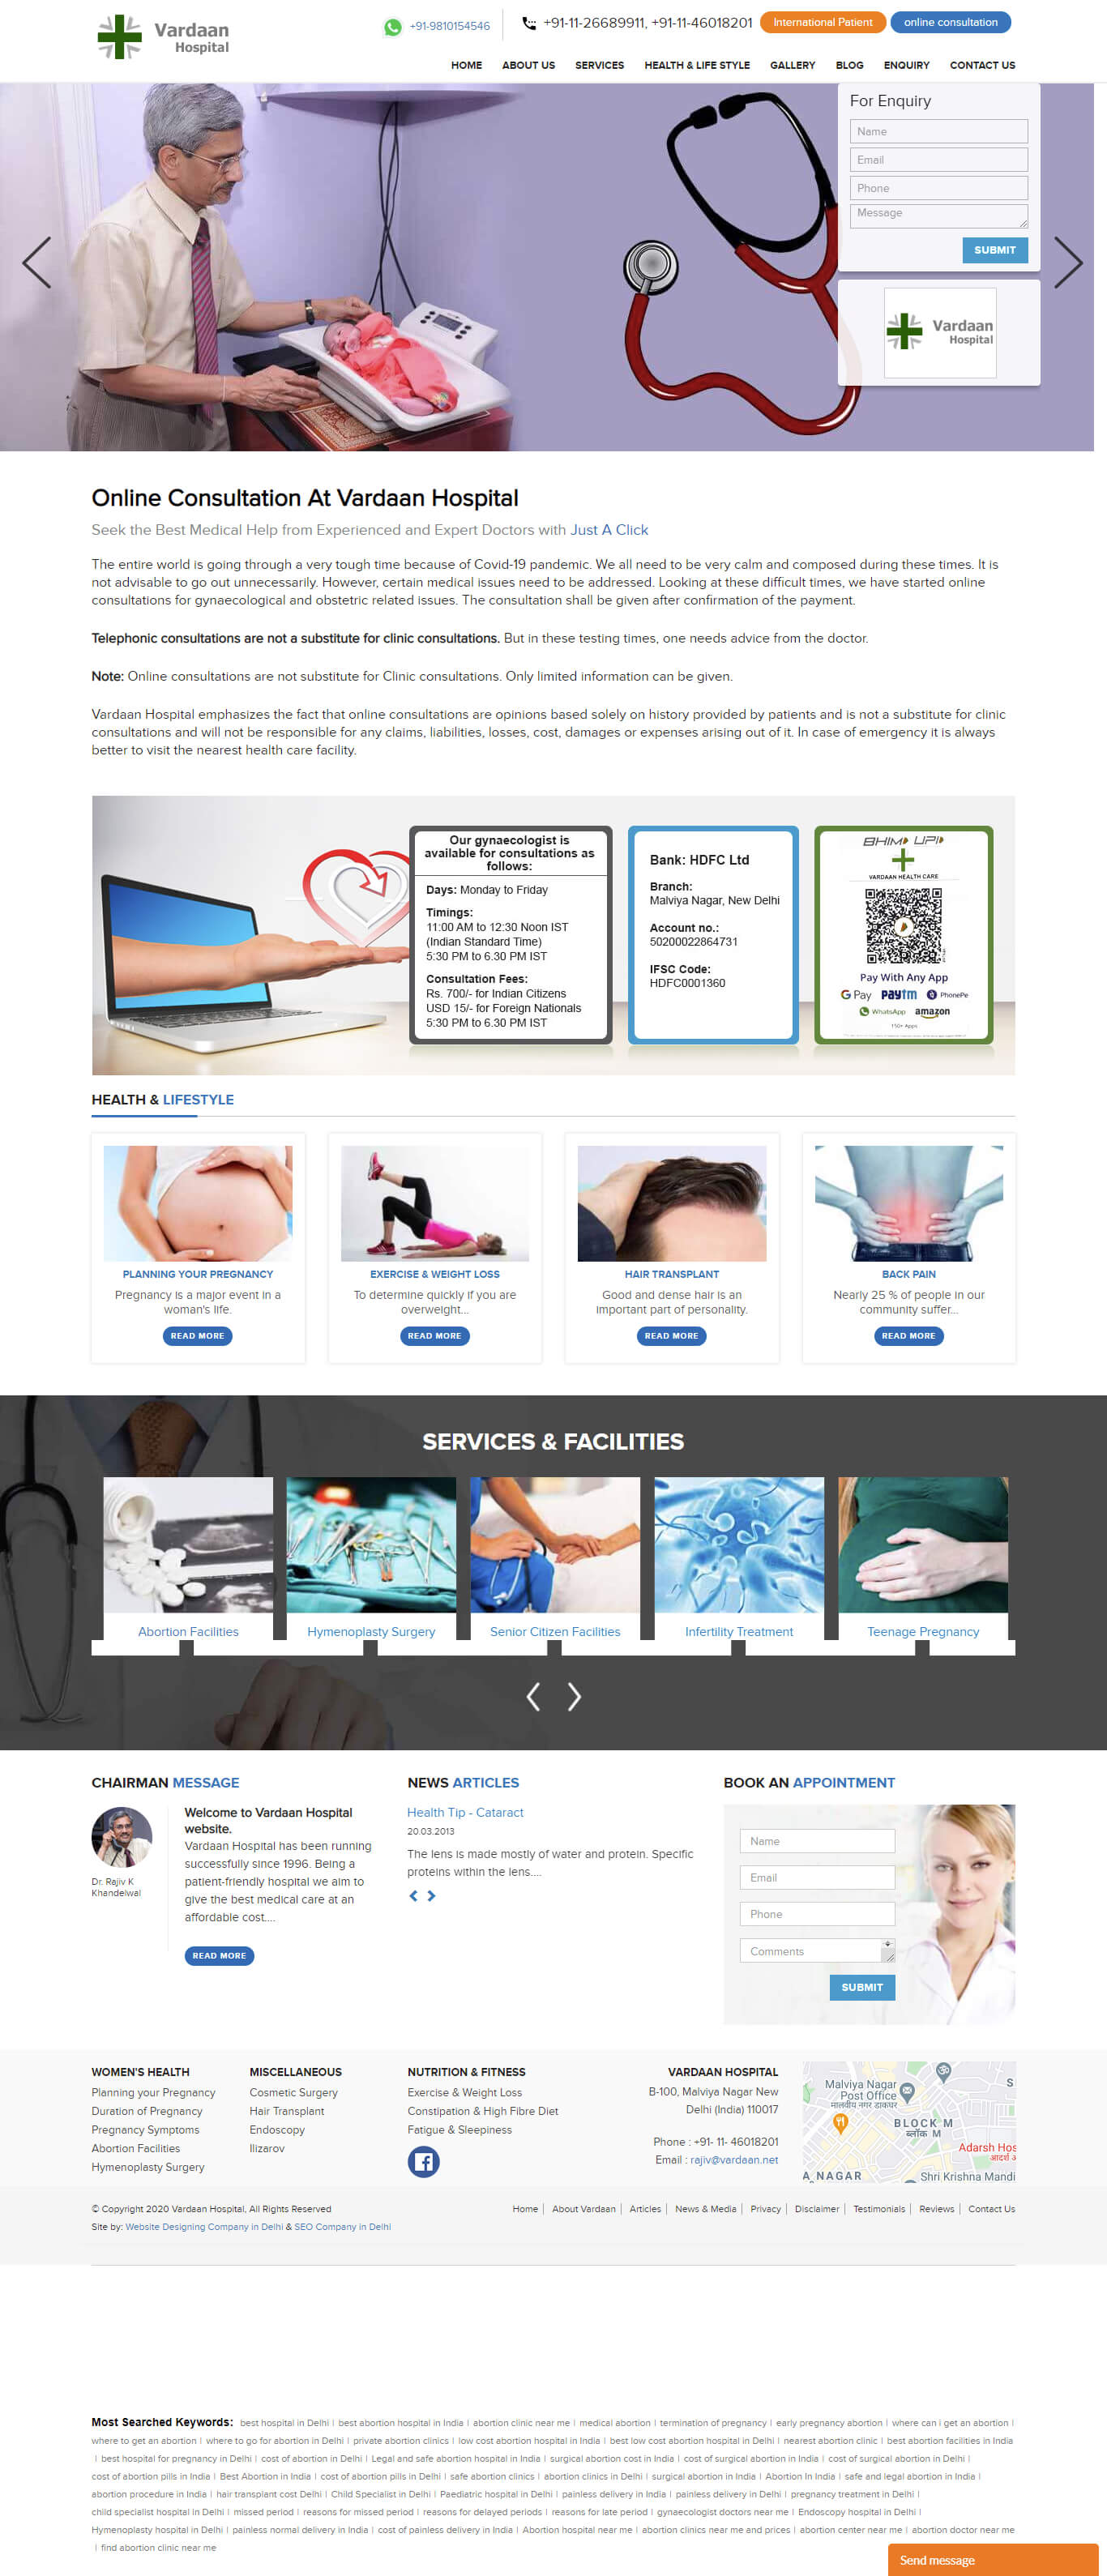 Vardaan
Hospital
+91-9810154546
+91-11-26689911, +91-11-46018201
International Patient
online consultation
HOME ABOUT US SERVICES HEALTH & LIFE STYLE GALLERY BLOG ENQUIRY CONTACT US
For Enquiry
Name
Email
Phone
Message
SUBMIT
Vardaan
Hospital
Online Consultation At Vardaan Hospital
Seek the Best Medical Help from Experienced and Expert Doctors with Just A Click
The entire world is going through a very tough time because of Covid-19 pandemic. We all need to be very calm and composed during these times. It is
not advisable to go out unnecessarily. However, certain medical issues need to be addressed. Looking at these difficult times, we have started online
consultations for gynaecological and obstetric related issues. The consultation shall be given after confirmation of the payment.
Telephonic consultations are not a substitute for clinic consultations. But in these testing times, one needs advice from the doctor.
Note: Online consultations are not substitute for Clinic consultations. Only limited information can be given.
Vardaan Hospital emphasizes the fact that online consultations are opinions based solely on history provided by patients and is not a substitute for clinic
consultations and will not be responsible for any claims, liabilities, losses, cost, damages or expenses arising out of it. In case of emergency it is always
better to visit the nearest health care facility.
Our gynaecologist is
available for consultations as
follows:
Days: Monday to Friday
Timings:
11:00 AM to 12:30 Noon IST
(Indian Standard Time)
5:30 PM to 6.30 PM IST
Consultation Fees:
Rs. 700/- for Indian Citizens
USD 15/- for Foreign Nationals
5:30 PM to 6.30 PM IST
Bank: HDFC Ltd
Branch:
Malviya Nagar, New Delhi
Account no.:
50200022864731
IFSC Code:
HDFC0001360
BHIM UPI
VARDAAN HEALTH CARE
Pay With Any App
G Pay paytm PhonePe
WhatsApp amazon
150+ Apps
HEALTH & LIFESTYLE
PLANNING YOUR PREGNANCY
Pregnancy is a major event in a
woman's life.
READ MORE
EXERCISE & WEIGHT LOSS
To determine quickly if you are
overweight...
READ MORE
HAIR TRANSPLANT
Good and dense hair is an
important part of personality.
READ MORE
BACK PAIN
Nearly 25 % of people in our
community suffer...
READ MORE
SERVICES & FACILITIES
Abortion Facilities
Hymenoplasty Surgery
Senior Citizen Facilities
Infertility Treatment
Teenage Pregnancy
CHAIRMAN MESSAGE
Dr. Rajiv K
Khandelwal
Welcome to Vardaan Hospital
website.
Vardaan Hospital has been running
successfully since 1996. Being a
patient-friendly hospital we aim to
give the best medical care at an
affordable cost....
READ MORE
NEWS ARTICLES
Health Tip - Cataract
20.03.2013
The lens is made mostly of water and protein. Specific
proteins within the lens....
BOOK AN APPOINTMENT
Name
Email
Phone
Comments
SUBMIT
WOMEN'S HEALTH
Planning your Pregnancy
Duration of Pregnancy
Pregnancy Symptoms
Abortion Facilities
Hymenoplasty Surgery
MISCELLANEOUS
Cosmetic Surgery
Hair Transplant
Endoscopy
Ilizarov
NUTRITION & FITNESS
Exercise & Weight Loss
Constipation & High Fibre Diet
Fatigue & Sleepiness
VARDAAN HOSPITAL
B-100, Malviya Nagar New
Delhi (India) 110017
Phone : +91- 11- 46018201
Email : rajiv@vardaan.net
Malviya Nagar
Post Office
मालवीय नगर डाकघर
S
BLOCK M
ब्लॉक M
Adarsh Hos
आदर्श अ
A NAGAR
Shri Krishna Mandi
© Copyright 2020 Vardaan Hospital, All Rights Reserved
Home | About Vardaan | Articles | News & Media | Privacy | Disclaimer | Testimonials | Reviews | Contact Us
Site by: Website Designing Company in Delhi & SEO Company in Delhi
Most Searched Keywords: best hospital in Delhi | best abortion hospital in India | abortion clinic near me | medical abortion | termination of pregnancy | early pregnancy abortion | where can i get an abortion |
where to get an abortion | where to go for abortion in Delhi | private abortion clinics | low cost abortion hospital in India | best low cost abortion hospital in Delhi | nearest abortion clinic | best abortion facilities in India
| best hospital for pregnancy in Delhi | cost of abortion in Delhi | Legal and safe abortion hospital in India | surgical abortion cost in India | cost of surgical abortion in India | cost of surgical abortion in Delhi |
cost of abortion pills in India | Best Abortion in India | cost of abortion pills in Delhi | safe abortion clinics | abortion clinics in Delhi | surgical abortion in India | Abortion In India | safe and legal abortion in India |
abortion procedure in India | hair transplant cost Delhi | Child Specialist in Delhi | Paediatric hospital in Delhi | painless delivery in India | painless delivery in Delhi | pregnancy treatment in Delhi |
child specialist hospital in Delhi | missed period | reasons for missed period | reasons for delayed periods | reasons for late period | gynaecologist doctors near me | Endoscopy hospital in Delhi |
Hymenoplasty hospital in Delhi | painless normal delivery in India | cost of painless delivery in India | Abortion hospital near me | abortion clinics near me and prices | abortion center near me | abortion doctor near me
| find abortion clinic near me
Send message